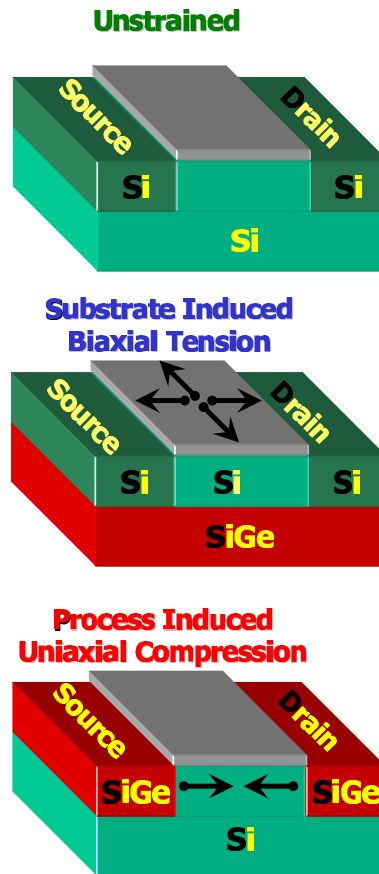 Unstrained
Source
Drain
Si
Si
Si
Substrate Induced
Biaxial Tension
Source
Drain
Si
Si
Si
SiGe
Process Induced
Uniaxial Compression
Source
Drain
SiGe
SiGe
Si